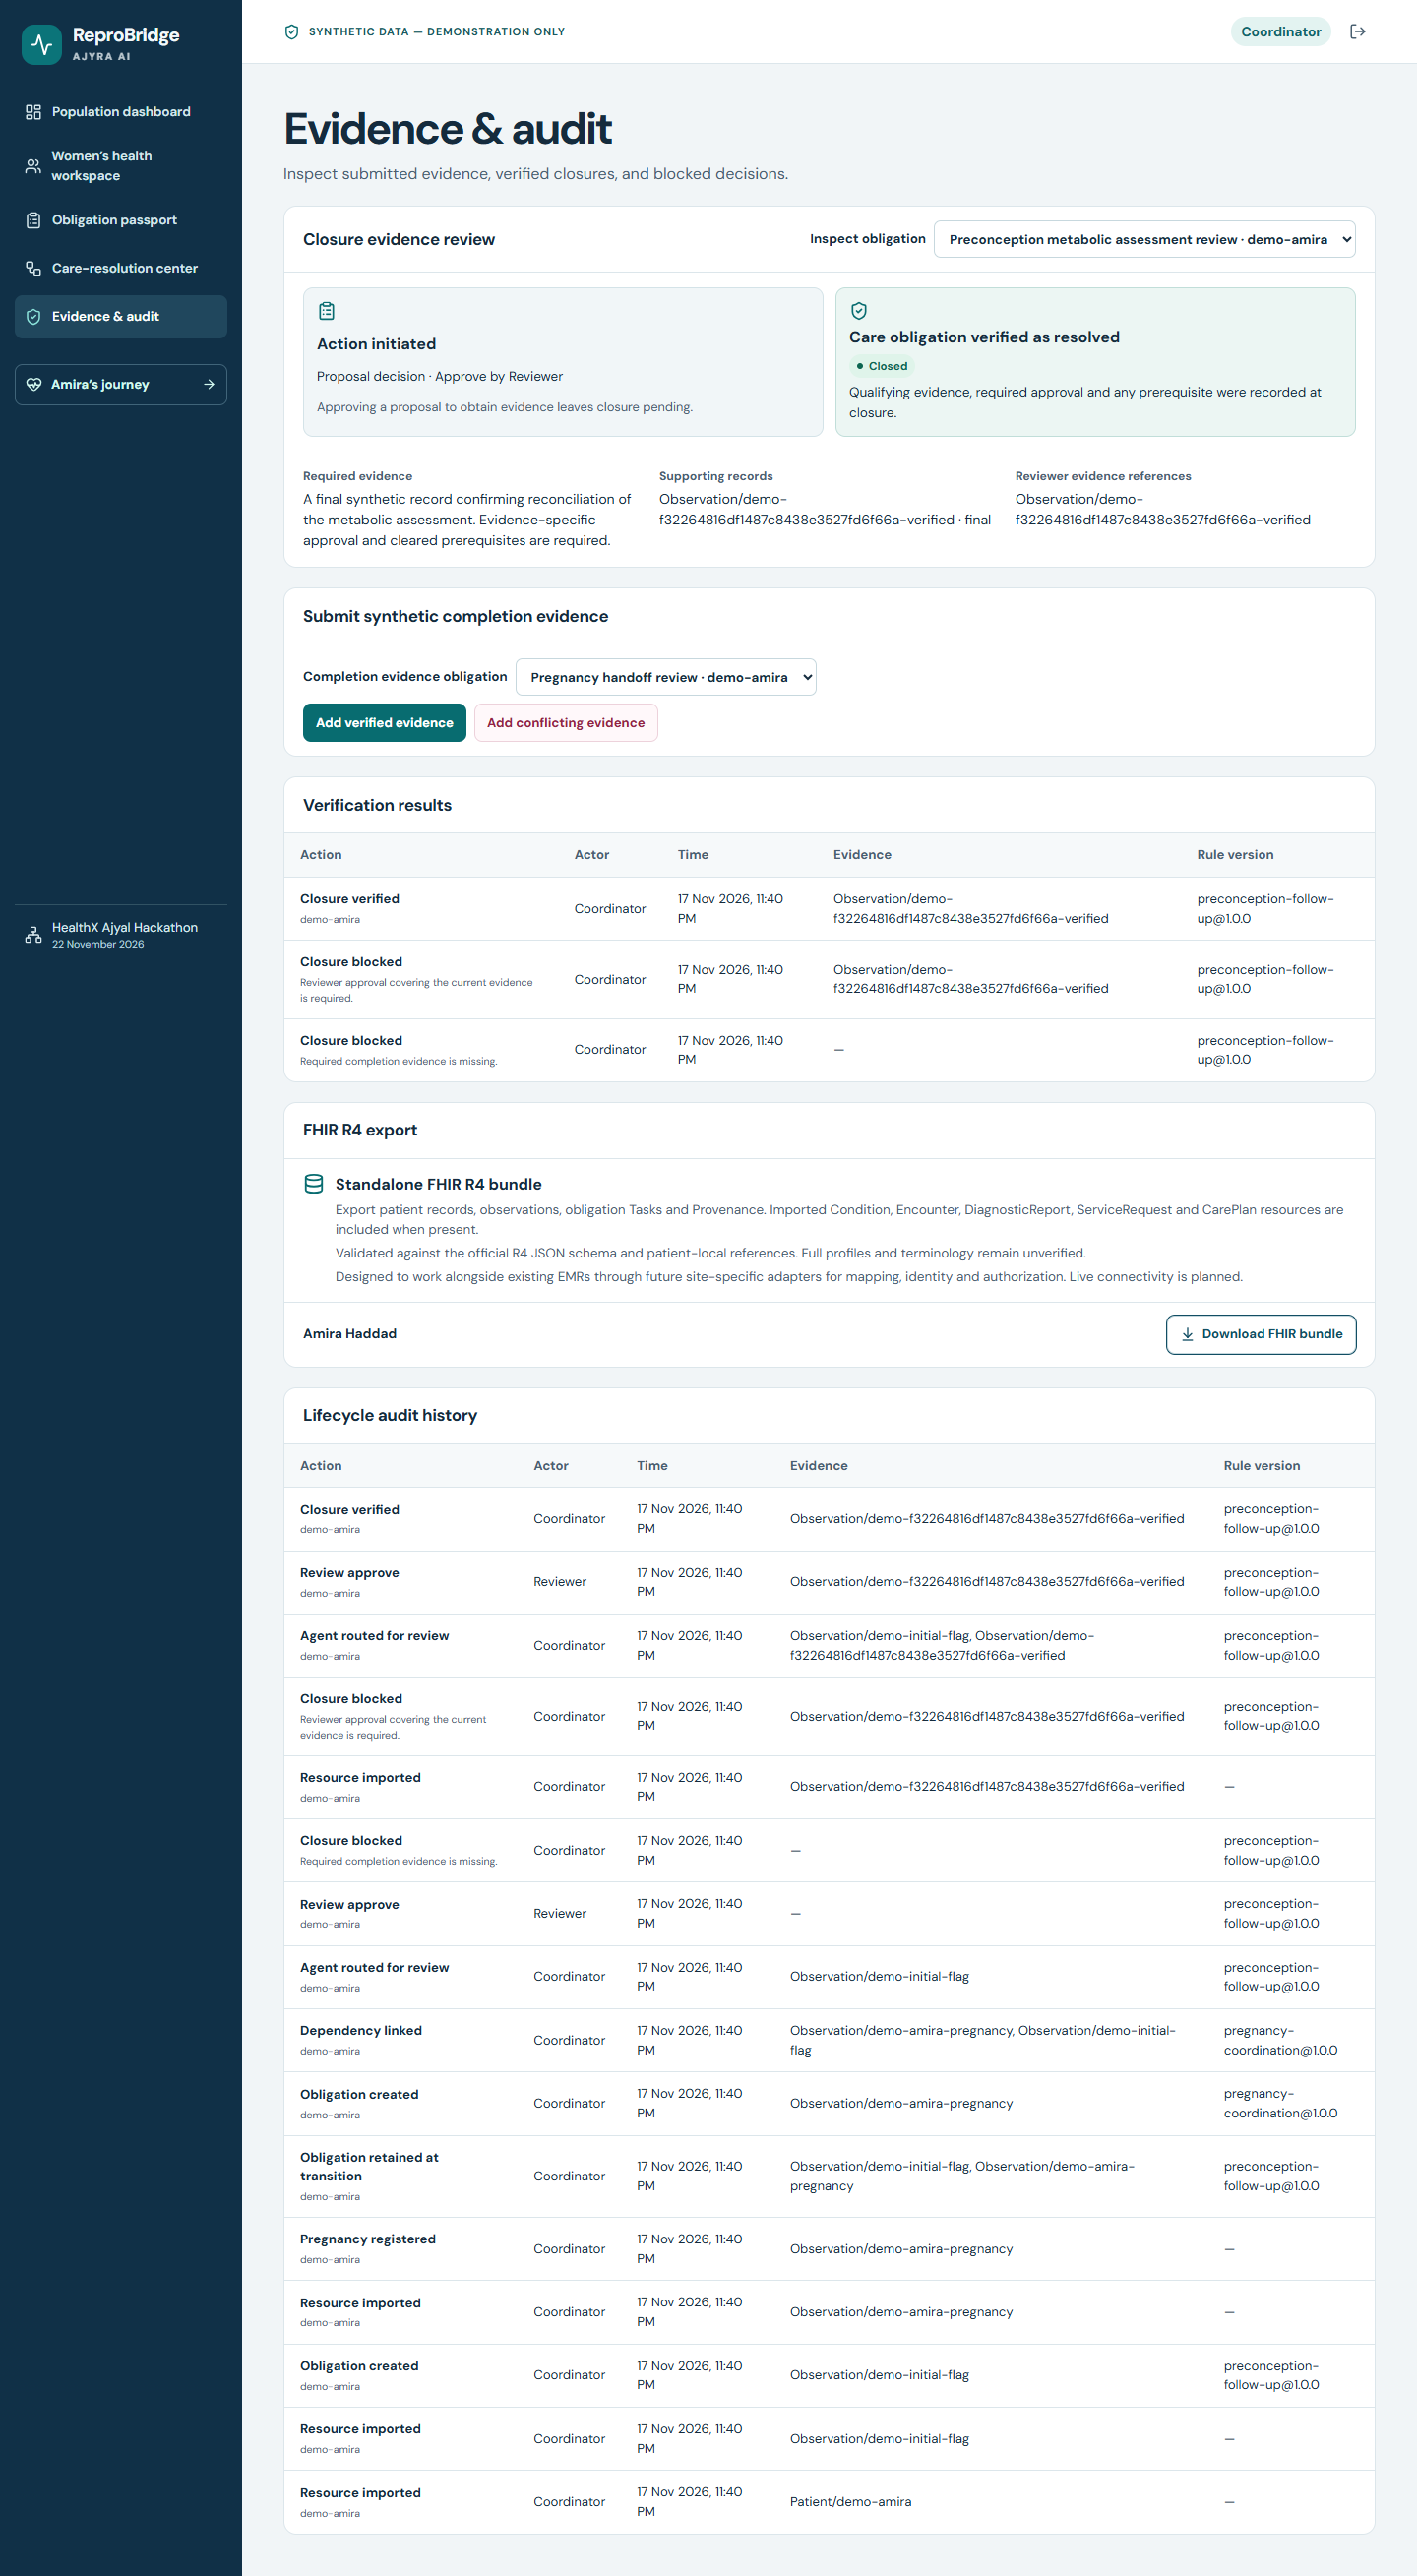 ReproBridge
AJYRA AI
Population dashboard
Women’s health
workspace
Obligation passport
Care-resolution center
Evidence & audit
Amira’s journey
HealthX Ajyal Hackathon
22 November 2026
SYNTHETIC DATA — DEMONSTRATION ONLY
Coordinator
Evidence & audit
Inspect submitted evidence, verified closures, and blocked decisions.
Closure evidence review
Inspect obligation
Preconception metabolic assessment review · demo-amira
Action initiated
Proposal decision · Approve by Reviewer
Approving a proposal to obtain evidence leaves closure pending.
Care obligation verified as resolved
Closed
Qualifying evidence, required approval and any prerequisite were recorded at
closure.
Required evidence
A final synthetic record confirming reconciliation of
the metabolic assessment. Evidence-specific
approval and cleared prerequisites are required.
Supporting records
Observation/demo-
f32264816df1487c8438e3527fd6f66a-verified · final
Reviewer evidence references
Observation/demo-
f32264816df1487c8438e3527fd6f66a-verified
Submit synthetic completion evidence
Completion evidence obligation
Pregnancy handoff review · demo-amira
Add verified evidence
Add conflicting evidence
Verification results
Action Actor Time Evidence Rule version
Closure verified
demo-amira
Coordinator
17 Nov 2026, 11:40
PM
Observation/demo-
f32264816df1487c8438e3527fd6f66a-verified
preconception-follow-
up@1.0.0
Closure blocked
Reviewer approval covering the current evidence
is required.
Coordinator
17 Nov 2026, 11:40
PM
Observation/demo-
f32264816df1487c8438e3527fd6f66a-verified
preconception-follow-
up@1.0.0
Closure blocked
Required completion evidence is missing.
Coordinator
17 Nov 2026, 11:40
PM
—
preconception-follow-
up@1.0.0
FHIR R4 export
Standalone FHIR R4 bundle
Export patient records, observations, obligation Tasks and Provenance. Imported Condition, Encounter, DiagnosticReport, ServiceRequest and CarePlan resources are
included when present.
Validated against the official R4 JSON schema and patient-local references. Full profiles and terminology remain unverified.
Designed to work alongside existing EMRs through future site-specific adapters for mapping, identity and authorization. Live connectivity is planned.
Amira Haddad
Download FHIR bundle
Lifecycle audit history
Action Actor Time Evidence Rule version
Closure verified
demo-amira
Coordinator
17 Nov 2026, 11:40
PM
Observation/demo-f32264816df1487c8438e3527fd6f66a-verified
preconception-
follow-up@1.0.0
Review approve
demo-amira
Reviewer
17 Nov 2026, 11:40
PM
Observation/demo-f32264816df1487c8438e3527fd6f66a-verified
preconception-
follow-up@1.0.0
Agent routed for review
demo-amira
Coordinator
17 Nov 2026, 11:40
PM
Observation/demo-initial-flag, Observation/demo-
f32264816df1487c8438e3527fd6f66a-verified
preconception-
follow-up@1.0.0
Closure blocked
Reviewer approval covering the current
evidence is required.
Coordinator
17 Nov 2026, 11:40
PM
Observation/demo-f32264816df1487c8438e3527fd6f66a-verified
preconception-
follow-up@1.0.0
Resource imported
demo-amira
Coordinator
17 Nov 2026, 11:40
PM
Observation/demo-f32264816df1487c8438e3527fd6f66a-verified
—
Closure blocked
Required completion evidence is missing.
Coordinator
17 Nov 2026, 11:40
PM
—
preconception-
follow-up@1.0.0
Review approve
demo-amira
Reviewer
17 Nov 2026, 11:40
PM
—
preconception-
follow-up@1.0.0
Agent routed for review
demo-amira
Coordinator
17 Nov 2026, 11:40
PM
Observation/demo-initial-flag
preconception-
follow-up@1.0.0
Dependency linked
demo-amira
Coordinator
17 Nov 2026, 11:40
PM
Observation/demo-amira-pregnancy, Observation/demo-initial-
flag
pregnancy-
coordination@1.0.0
Obligation created
demo-amira
Coordinator
17 Nov 2026, 11:40
PM
Observation/demo-amira-pregnancy
pregnancy-
coordination@1.0.0
Obligation retained at
transition
demo-amira
Coordinator
17 Nov 2026, 11:40
PM
Observation/demo-initial-flag, Observation/demo-amira-
pregnancy
preconception-
follow-up@1.0.0
Pregnancy registered
demo-amira
Coordinator
17 Nov 2026, 11:40
PM
Observation/demo-amira-pregnancy
—
Resource imported
demo-amira
Coordinator
17 Nov 2026, 11:40
PM
Observation/demo-amira-pregnancy
—
Obligation created
demo-amira
Coordinator
17 Nov 2026, 11:40
PM
Observation/demo-initial-flag
preconception-
follow-up@1.0.0
Resource imported
demo-amira
Coordinator
17 Nov 2026, 11:40
PM
Observation/demo-initial-flag
—
Resource imported
demo-amira
Coordinator
17 Nov 2026, 11:40
PM
Patient/demo-amira
—